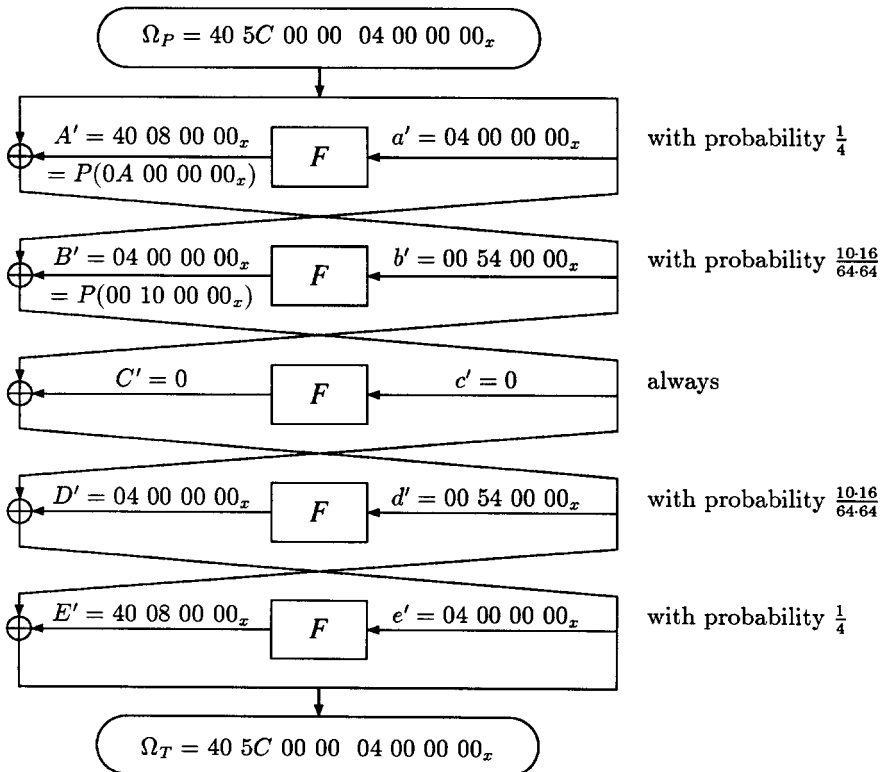 Ω_P = 40 5C 00 00 04 00 00 00_x
A′ = 40 08 00 00_x
F
a′ = 04 00 00 00_x
with probability 1/4
= P(0A 00 00 00_x)
B′ = 04 00 00 00_x
F
b′ = 00 54 00 00_x
with probability 10·16/64·64
= P(00 10 00 00_x)
C′ = 0
F
c′ = 0
always
D′ = 04 00 00 00_x
F
d′ = 00 54 00 00_x
with probability 10·16/64·64
E′ = 40 08 00 00_x
F
e′ = 04 00 00 00_x
with probability 1/4
Ω_T = 40 5C 00 00 04 00 00 00_x